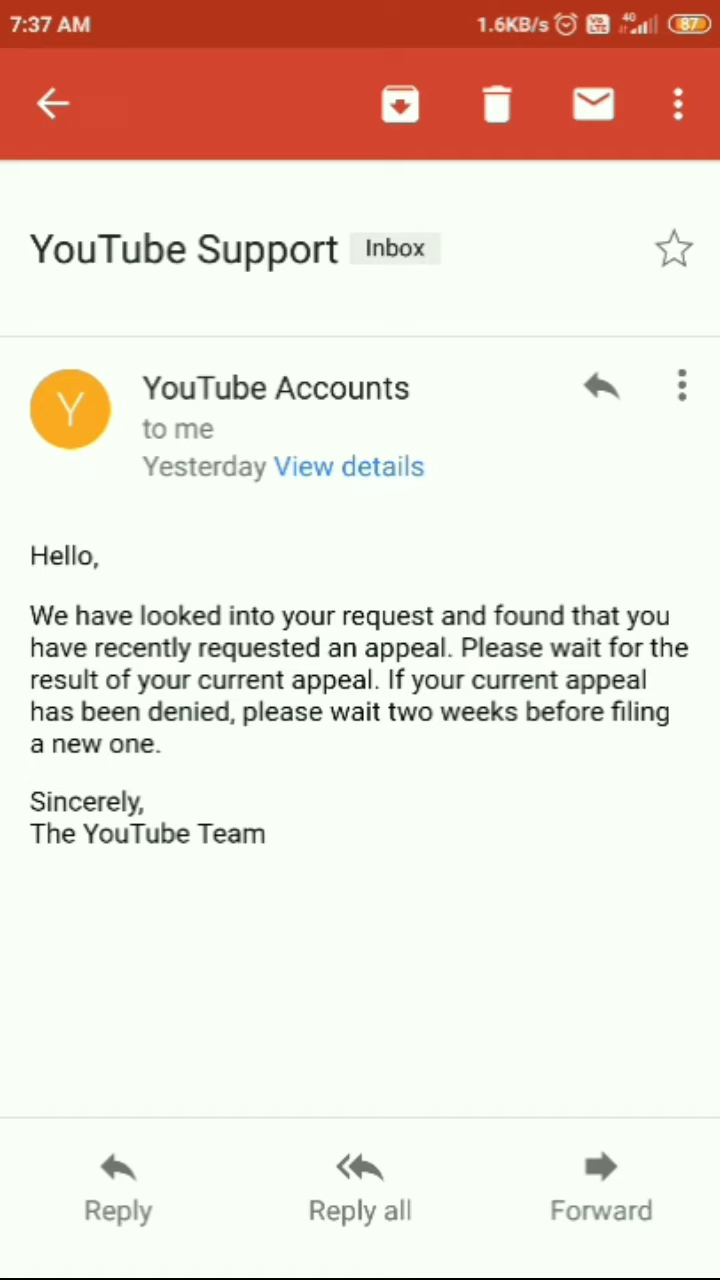 7:37 AM 1.6KB/s Vo LTE 4G 87
YouTube Support Inbox
Y
YouTube Accounts
to me
Yesterday View details
Hello,
We have looked into your request and found that you
have recently requested an appeal. Please wait for the
result of your current appeal. If your current appeal
has been denied, please wait two weeks before filing
a new one.
Sincerely,
The YouTube Team
Reply Reply all Forward